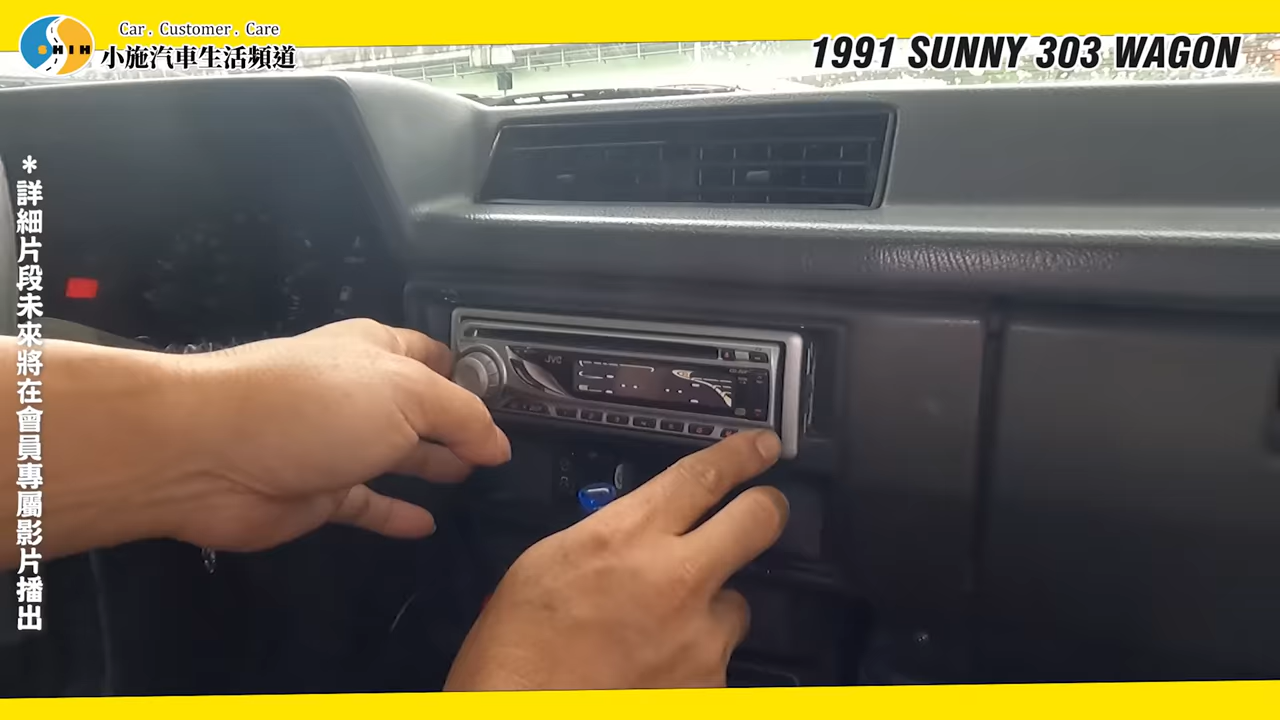 Car . Customer . Care
SHIH
小施汽車生活頻道
1991 SUNNY 303 WAGON
*詳細片段未來將在會員專屬影片播出
JVC